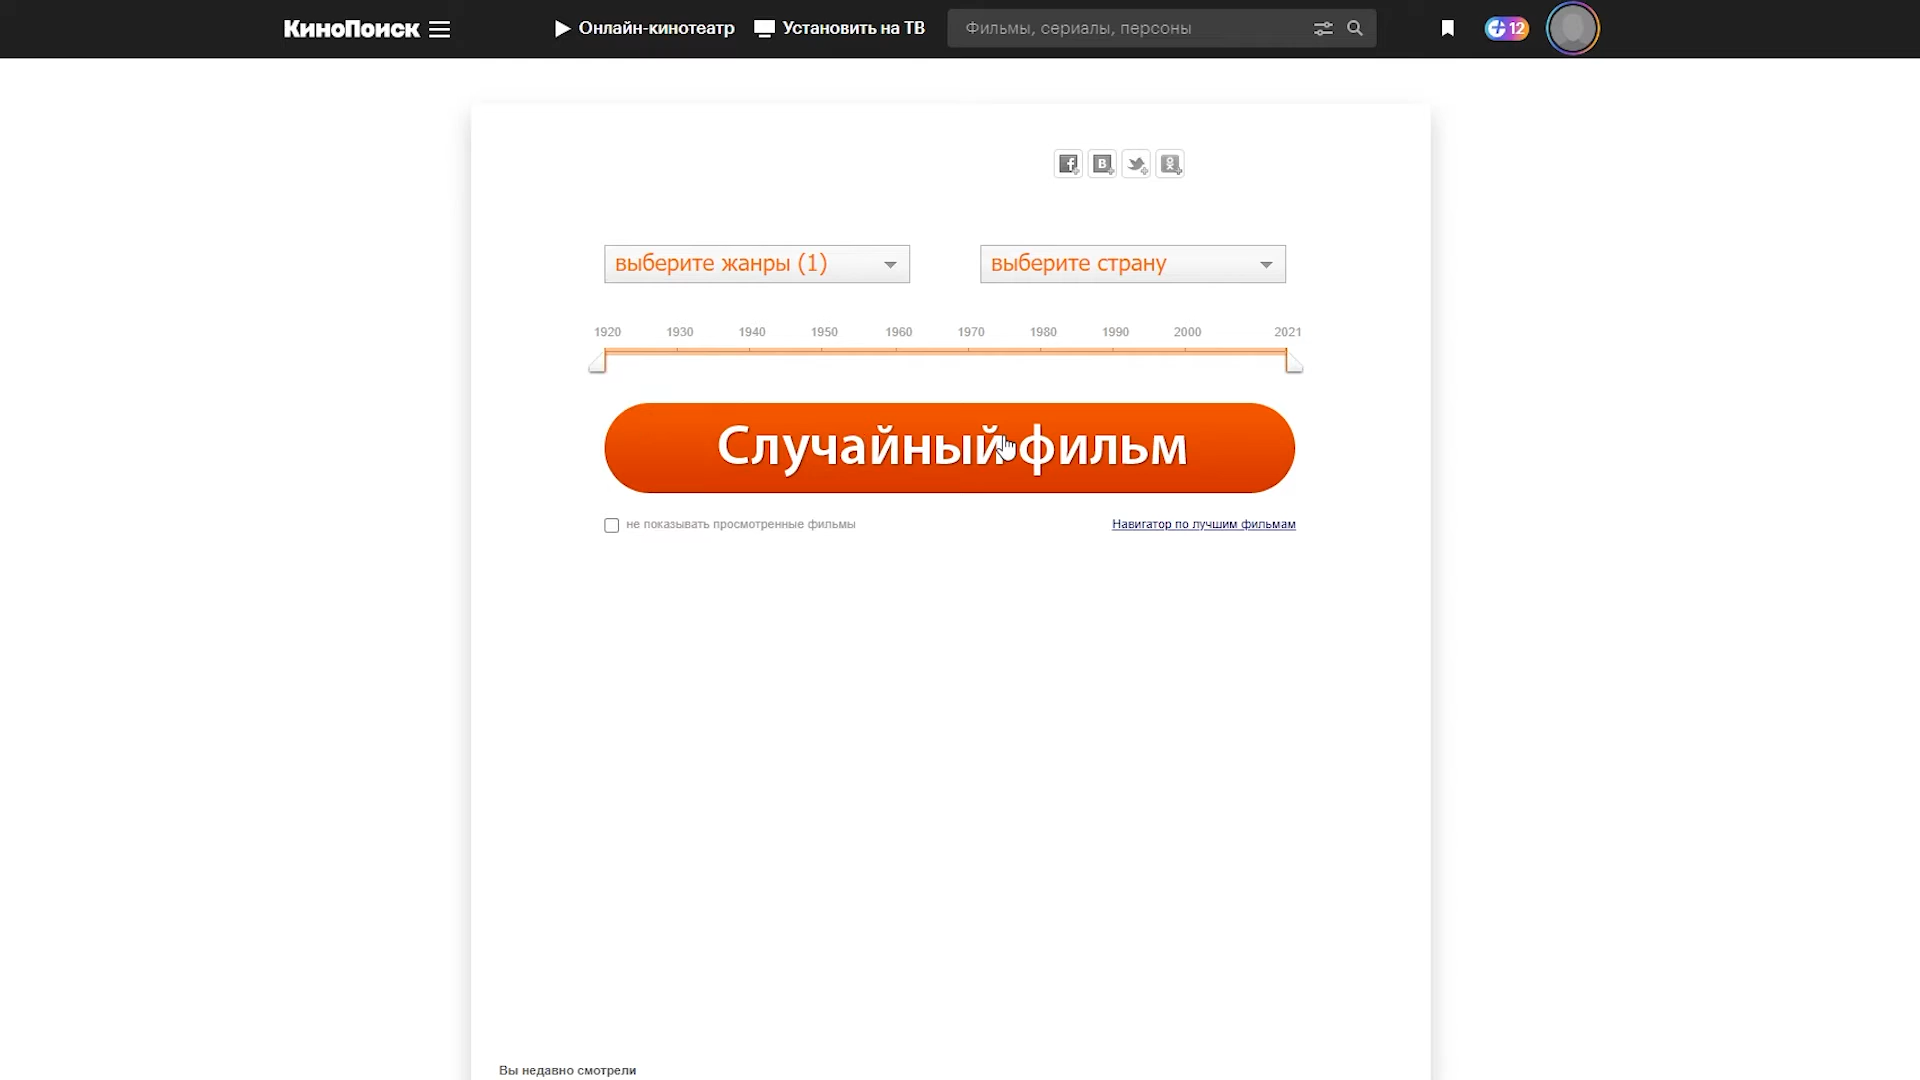 КиноПоиск
Онлайн-кинотеатр
Установить на ТВ
Фильмы, сериалы, персоны
12
выберите жанры (1)
выберите страну
1920 1930 1940 1950 1960 1970 1980 1990 2000 2021
Случайный фильм
не показывать просмотренные фильмы
Навигатор по лучшим фильмам
Вы недавно смотрели